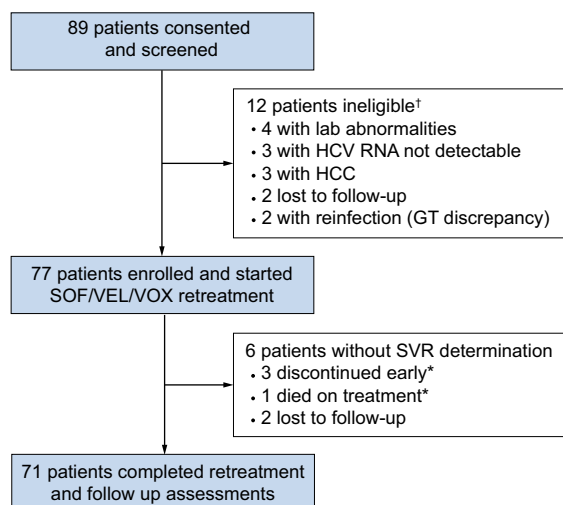 89 patients consented
and screened
12 patients ineligible†
• 4 with lab abnormalities
• 3 with HCV RNA not detectable
• 3 with HCC
• 2 lost to follow-up
• 2 with reinfection (GT discrepancy)
77 patients enrolled and started
SOF/VEL/VOX retreatment
6 patients without SVR determination
• 3 discontinued early*
• 1 died on treatment*
• 2 lost to follow-up
71 patients completed retreatment
and follow up assessments